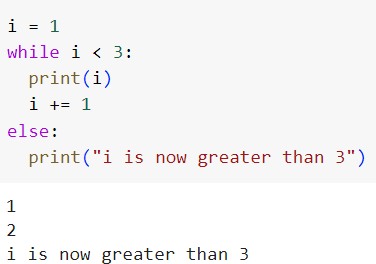 i = 1
while i < 3:
  print(i)
  i += 1
else:
  print("i is now greater than 3")
1
2
i is now greater than 3